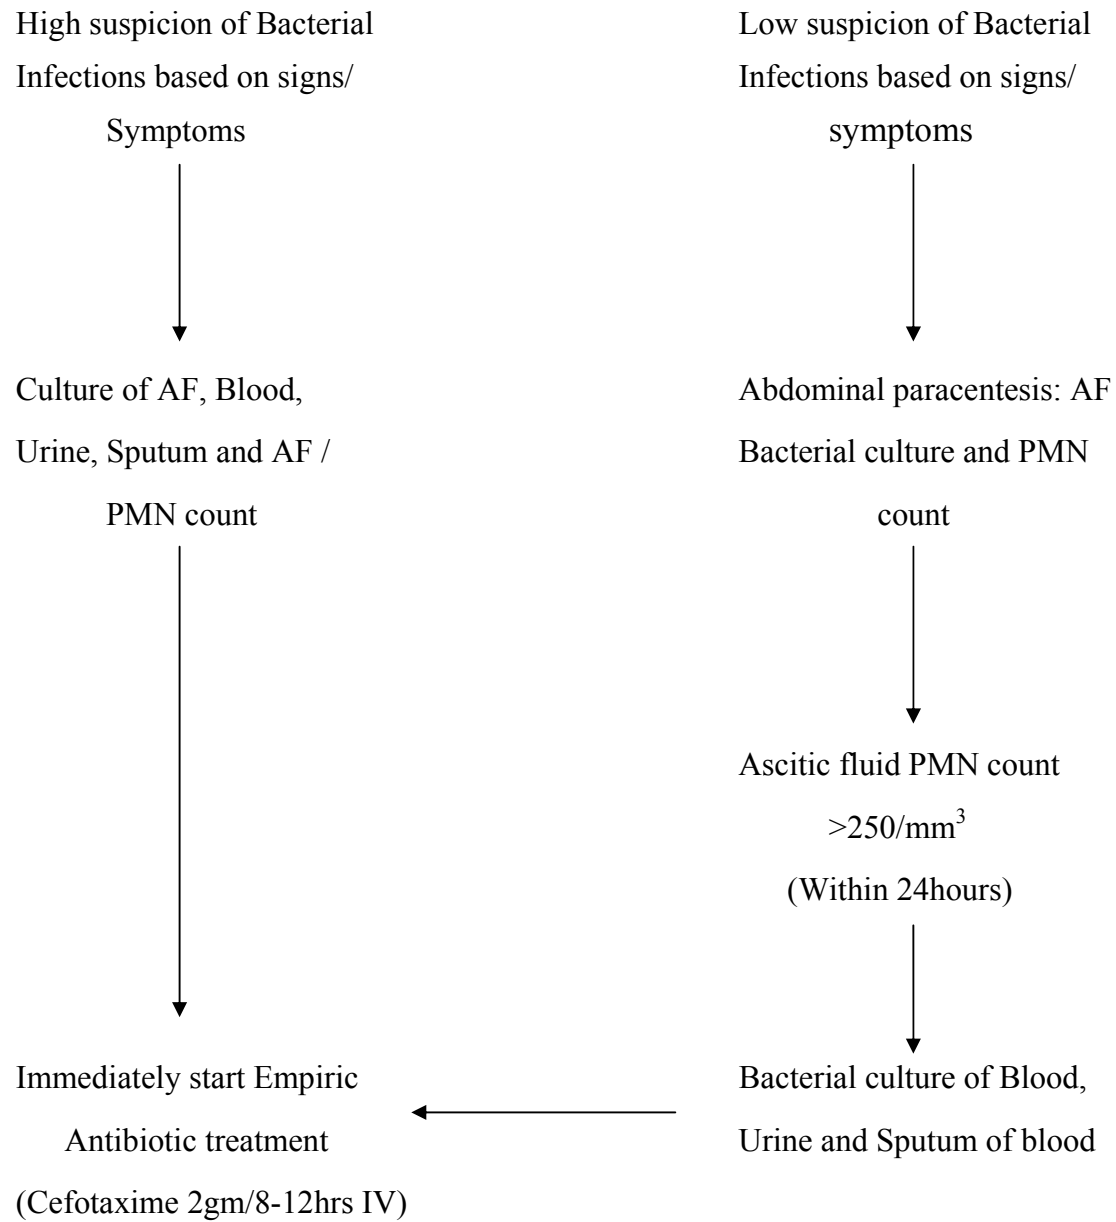 High suspicion of Bacterial
Infections based on signs/
Symptoms
Culture of AF, Blood,
Urine, Sputum and AF /
PMN count
Immediately start Empiric
Antibiotic treatment
(Cefotaxime 2gm/8-12hrs IV)
Low suspicion of Bacterial
Infections based on signs/
symptoms
Abdominal paracentesis: AF
Bacterial culture and PMN
count
Ascitic fluid PMN count
>250/mm³
(Within 24hours)
Bacterial culture of Blood,
Urine and Sputum of blood